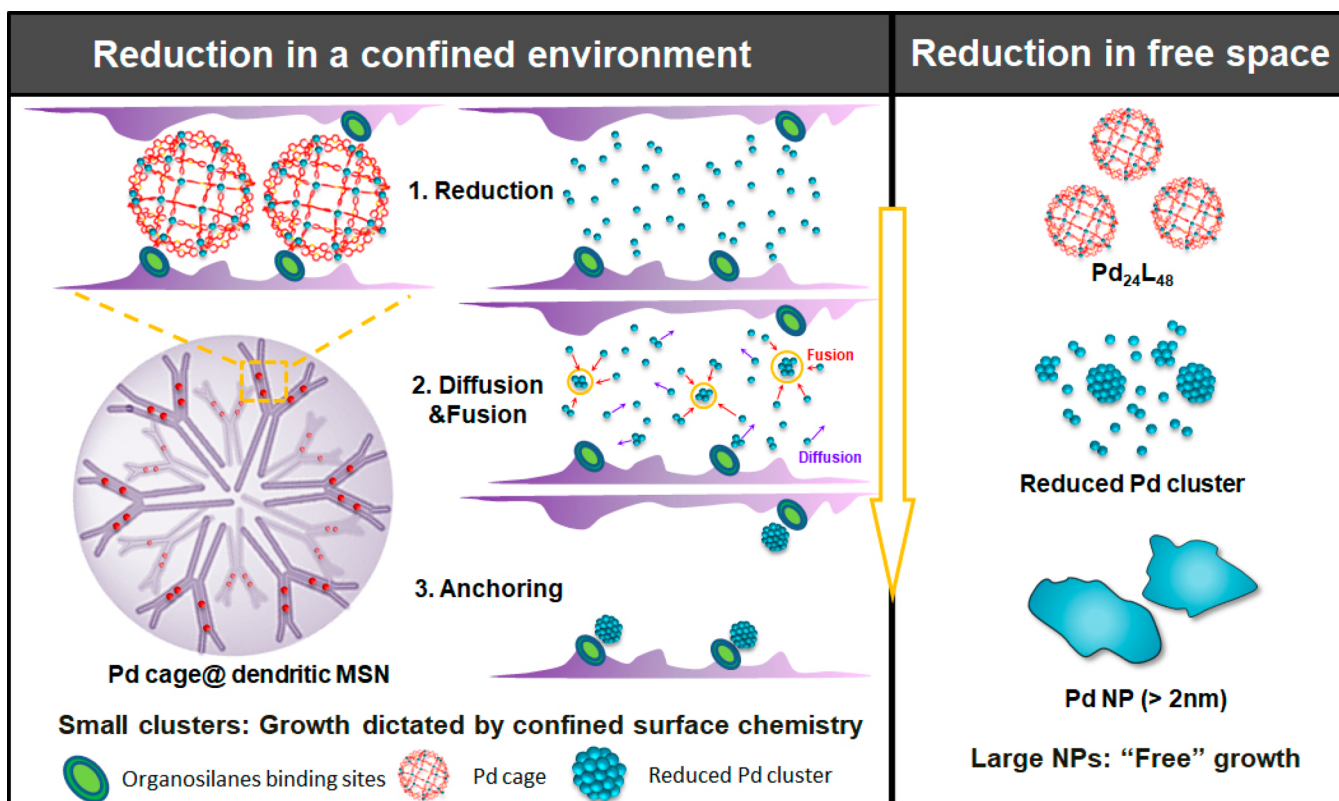 Reduction in a confined environment
Reduction in free space
1. Reduction
2. Diffusion
&Fusion
Fusion
Diffusion
3. Anchoring
Pd cage@ dendritic MSN
Small clusters: Growth dictated by confined surface chemistry
Organosilanes binding sites
Pd cage
Reduced Pd cluster
Pd₂₄L₄₈
Reduced Pd cluster
Pd NP (> 2nm)
Large NPs: “Free” growth